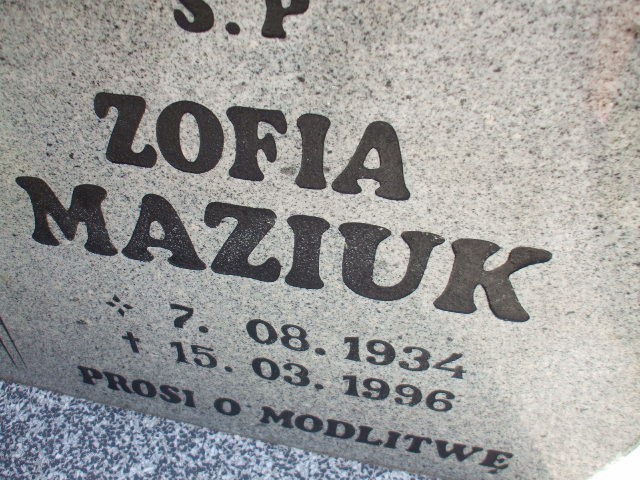 Ś.P
ZOFIA
MAZIUK
7. 08. 1934
✝ 15. 03. 1996
PROSI O MODLITWĘ